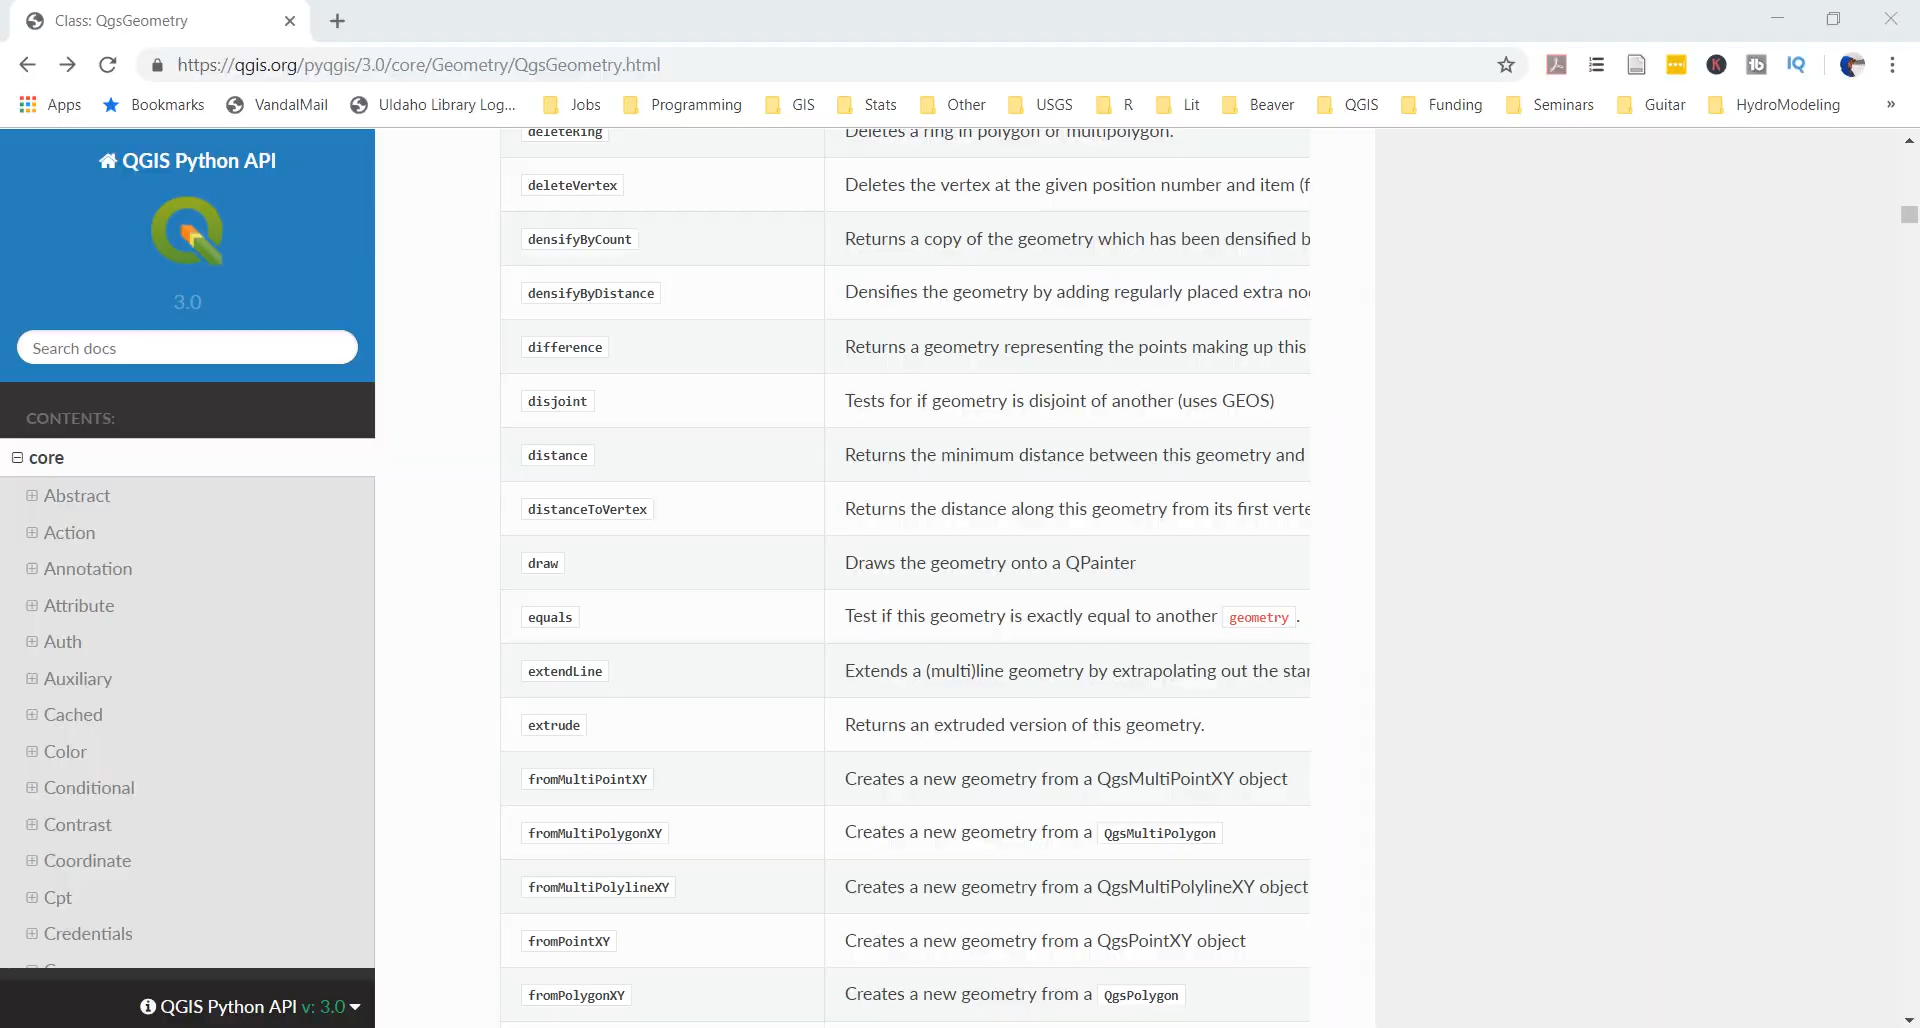 Class: QgsGeometry
https://qgis.org/pyqgis/3.0/core/Geometry/QgsGeometry.html
Apps Bookmarks VandalMail UIdaho Library Log... Jobs Programming GIS Stats Other USGS R Lit Beaver QGIS Funding Seminars Guitar HydroModeling »
QGIS Python API
3.0
Search docs
CONTENTS:
core
Abstract
Action
Annotation
Attribute
Auth
Auxiliary
Cached
Color
Conditional
Contrast
Coordinate
Cpt
Credentials
QGIS Python API v: 3.0
deleteRing Deletes a ring in polygon or multipolygon.
deleteVertex Deletes the vertex at the given position number and item (f
densifyByCount Returns a copy of the geometry which has been densified b
densifyByDistance Densifies the geometry by adding regularly placed extra no
difference Returns a geometry representing the points making up this
disjoint Tests for if geometry is disjoint of another (uses GEOS)
distance Returns the minimum distance between this geometry and
distanceToVertex Returns the distance along this geometry from its first verte
draw Draws the geometry onto a QPainter
equals Test if this geometry is exactly equal to another geometry.
extendLine Extends a (multi)line geometry by extrapolating out the star
extrude Returns an extruded version of this geometry.
fromMultiPointXY Creates a new geometry from a QgsMultiPointXY object
fromMultiPolygonXY Creates a new geometry from a QgsMultiPolygon
fromMultiPolylineXY Creates a new geometry from a QgsMultiPolylineXY object
fromPointXY Creates a new geometry from a QgsPointXY object
fromPolygonXY Creates a new geometry from a QgsPolygon